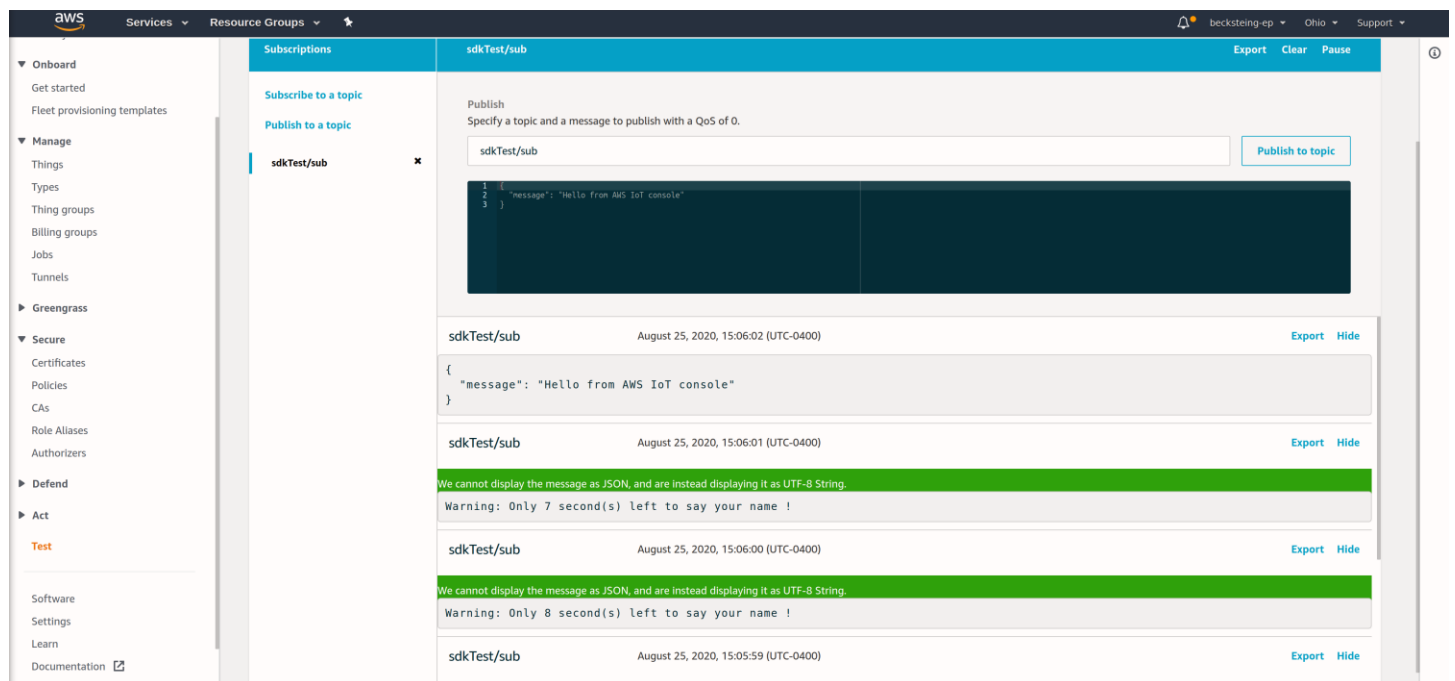 aws
Services
Resource Groups
becksteing-ep
Ohio
Support
Onboard
Get started
Fleet provisioning templates
Manage
Things
Types
Thing groups
Billing groups
Jobs
Tunnels
Greengrass
Secure
Certificates
Policies
CAs
Role Aliases
Authorizers
Defend
Act
Test
Software
Settings
Learn
Documentation
Subscriptions
Subscribe to a topic
Publish to a topic
sdkTest/sub
sdkTest/sub
Export Clear Pause
Publish
Specify a topic and a message to publish with a QoS of 0.
sdkTest/sub
Publish to topic
1 {
2 "message": "Hello from AWS IoT console"
3 }
sdkTest/sub August 25, 2020, 15:06:02 (UTC-0400) Export Hide
{
"message": "Hello from AWS IoT console"
}
sdkTest/sub August 25, 2020, 15:06:01 (UTC-0400) Export Hide
We cannot display the message as JSON, and are instead displaying it as UTF-8 String.
Warning: Only 7 second(s) left to say your name !
sdkTest/sub August 25, 2020, 15:06:00 (UTC-0400) Export Hide
We cannot display the message as JSON, and are instead displaying it as UTF-8 String.
Warning: Only 8 second(s) left to say your name !
sdkTest/sub August 25, 2020, 15:05:59 (UTC-0400) Export Hide